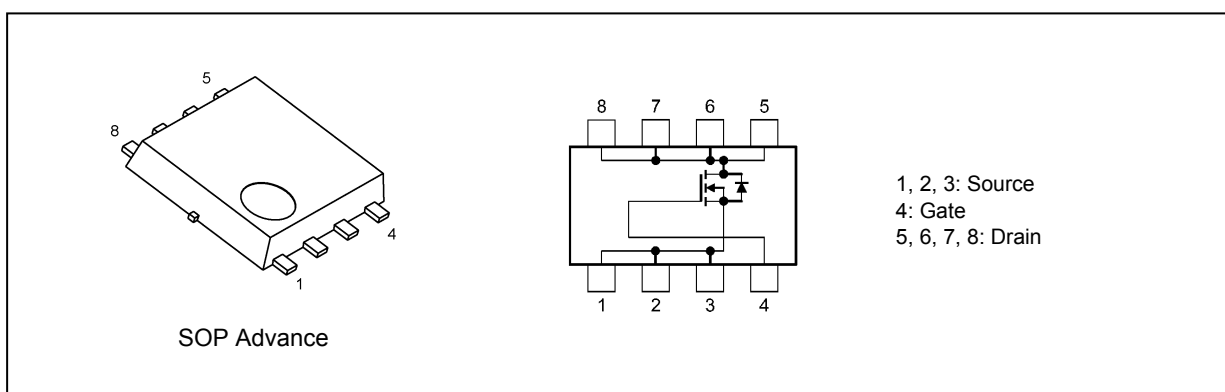 5
8
4
1
SOP Advance
8 7 6 5
1 2 3 4
1, 2, 3: Source
4: Gate
5, 6, 7, 8: Drain